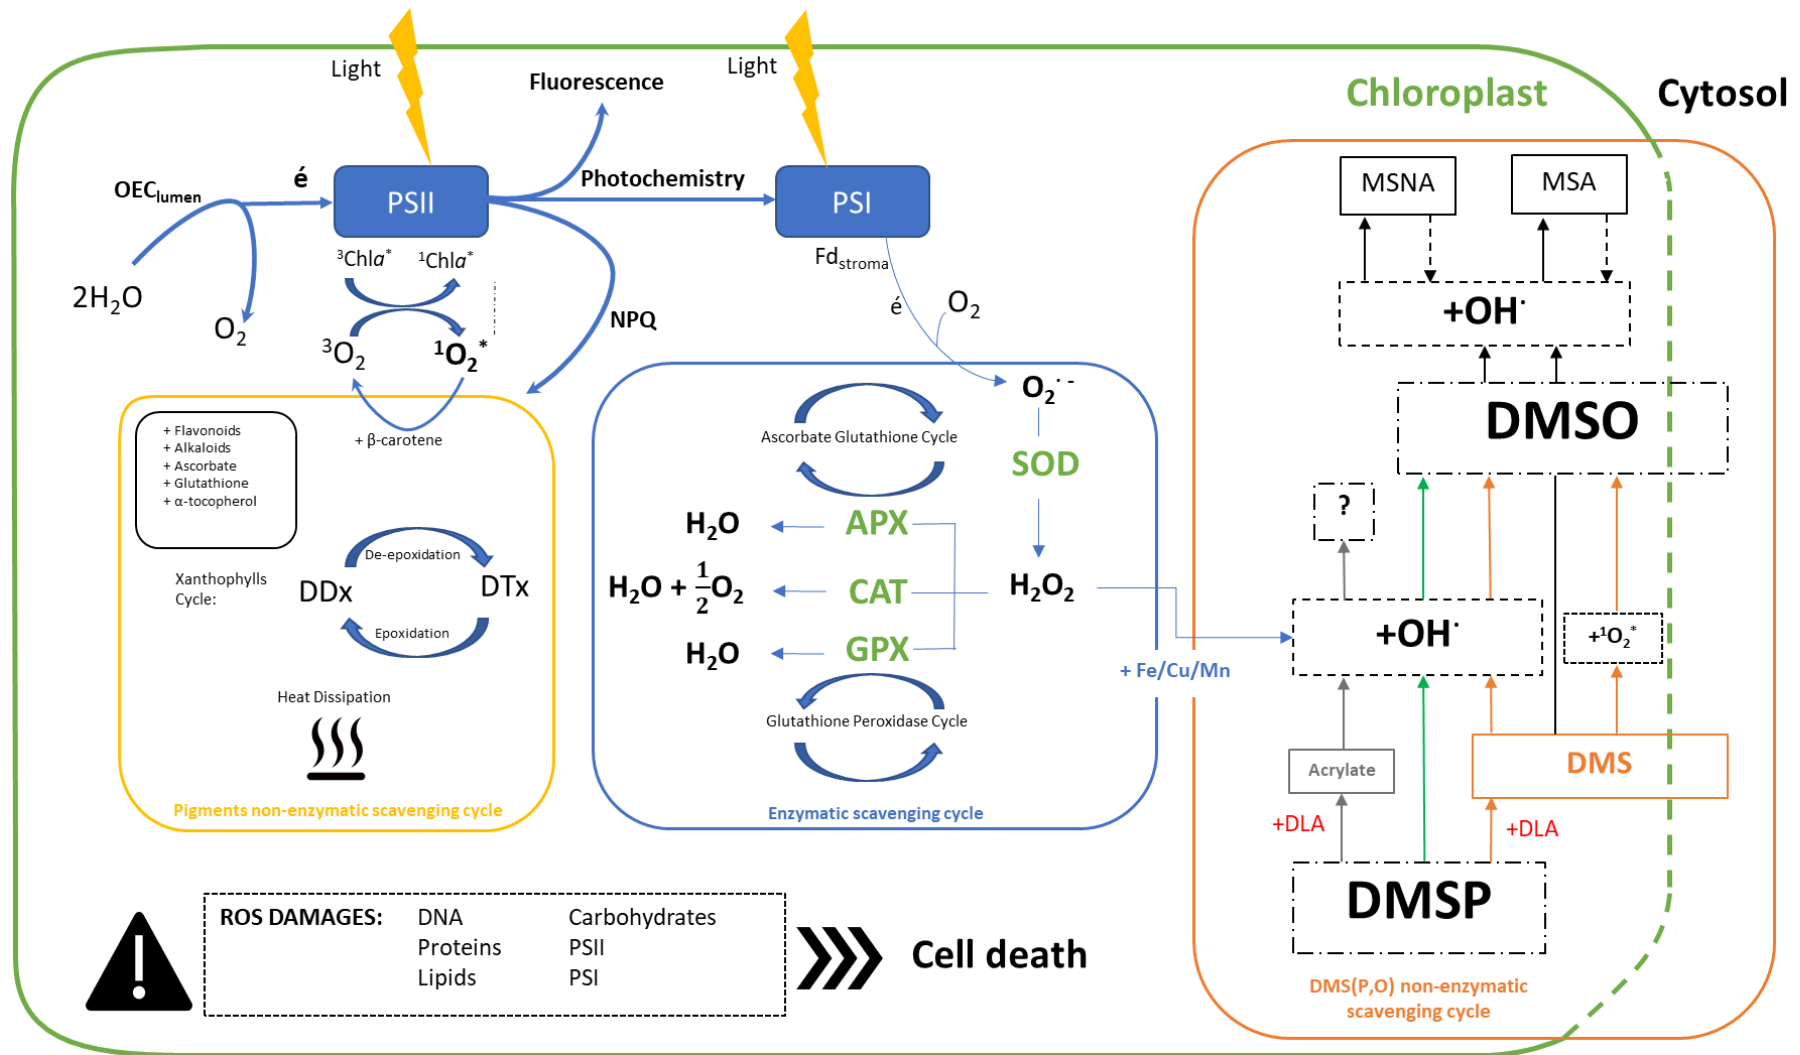 Light
Light
Fluorescence
Chloroplast
Cytosol
OEClumen
é
PSII
Photochemistry
PSI
MSNA
MSA
³Chla*
¹Chla*
Fdstroma
2H₂O
O₂
NPQ
é
O₂
+OH·
³O₂
¹O₂*
O₂·-
+ Flavonoids
+ Alkaloids
+ Ascorbate
+ Glutathione
+ α-tocopherol
+ β-carotene
Ascorbate Glutathione Cycle
SOD
DMSO
?
H₂O
APX
De-epoxidation
Xanthophylls
Cycle:
DDx
DTx
Epoxidation
H₂O + 1/2O₂
CAT
H₂O₂
H₂O
GPX
+OH·
+¹O₂*
+ Fe/Cu/Mn
Heat Dissipation
Glutathione Peroxidase Cycle
Acrylate
DMS
Pigments non-enzymatic scavenging cycle
Enzymatic scavenging cycle
+DLA
+DLA
DMSP
ROS DAMAGES:
DNA
Carbohydrates
Proteins
PSII
Lipids
PSI
Cell death
DMS(P,O) non-enzymatic
scavenging cycle